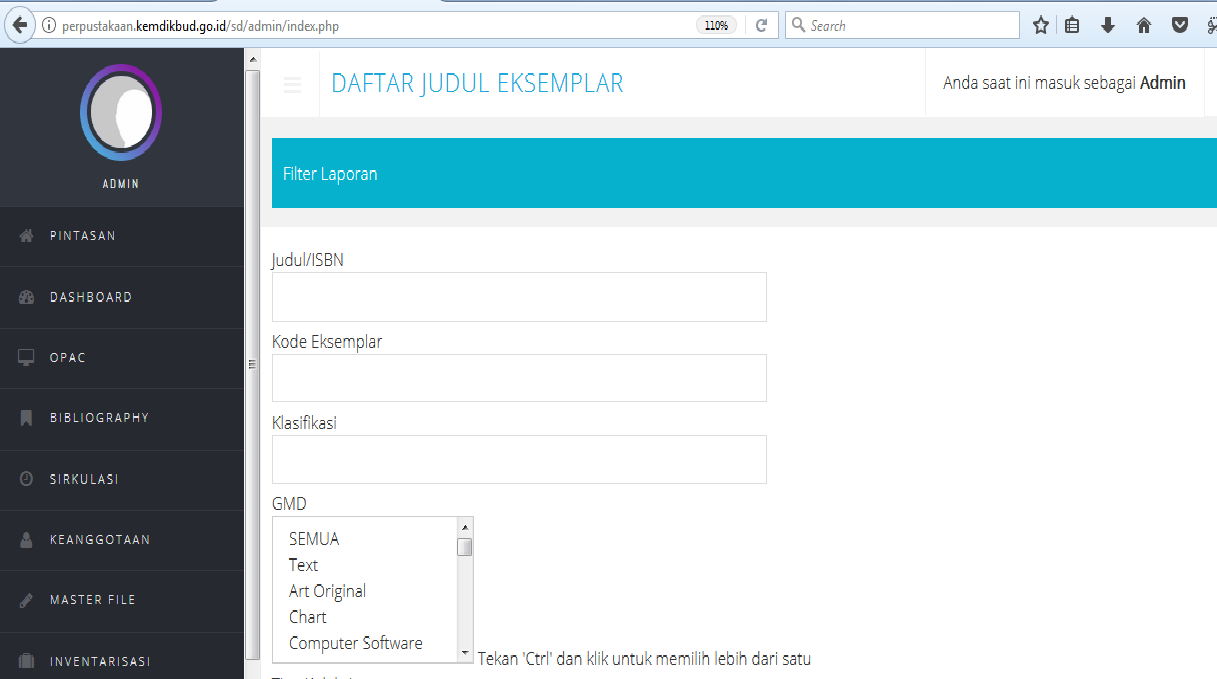 perpustakaan.kemdikbud.go.id/sd/admin/index.php
110%
Search
ADMIN
PINTASAN
DASHBOARD
OPAC
BIBLIOGRAPHY
SIRKULASI
KEANGGOTAAN
MASTER FILE
INVENTARISASI
DAFTAR JUDUL EKSEMPLAR
Anda saat ini masuk sebagai Admin
Filter Laporan
Judul/ISBN
Kode Eksemplar
Klasifikasi
GMD
SEMUA
Text
Art Original
Chart
Computer Software
Tekan 'Ctrl' dan klik untuk memilih lebih dari satu